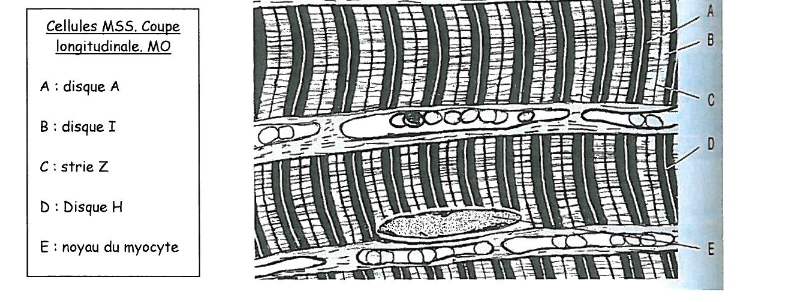 Cellules MSS. Coupe
longitudinale. MO
A : disque A
B : disque I
C : strie Z
D : Disque H
E : noyau du myocyte
A
B
C
D
E